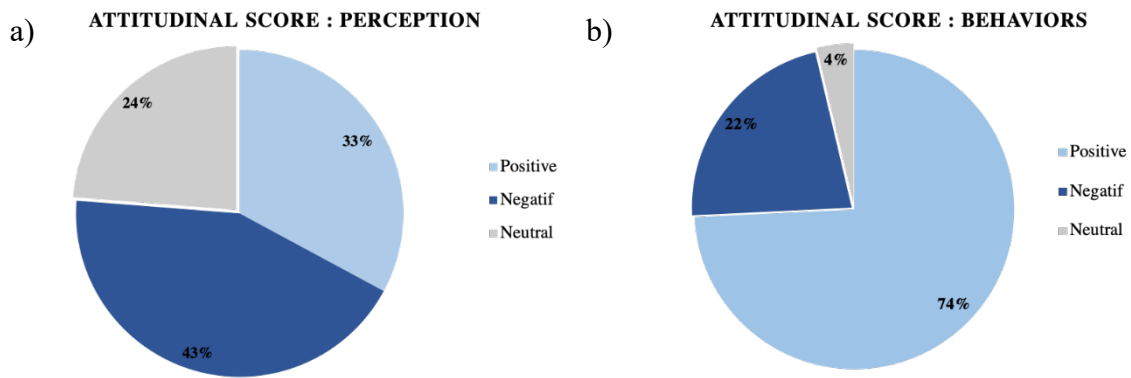 a)
ATTITUDINAL SCORE : PERCEPTION
24%
33%
43%
Positive
Negatif
Neutral
b)
ATTITUDINAL SCORE : BEHAVIORS
4%
22%
74%
Positive
Negatif
Neutral